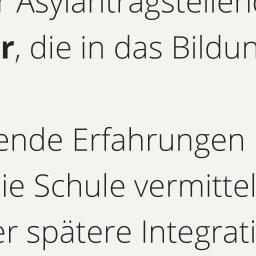 r Asylantragstellend
r, die in das Bildun
ende Erfahrungen
ie Schule vermittel
er spätere Integrati